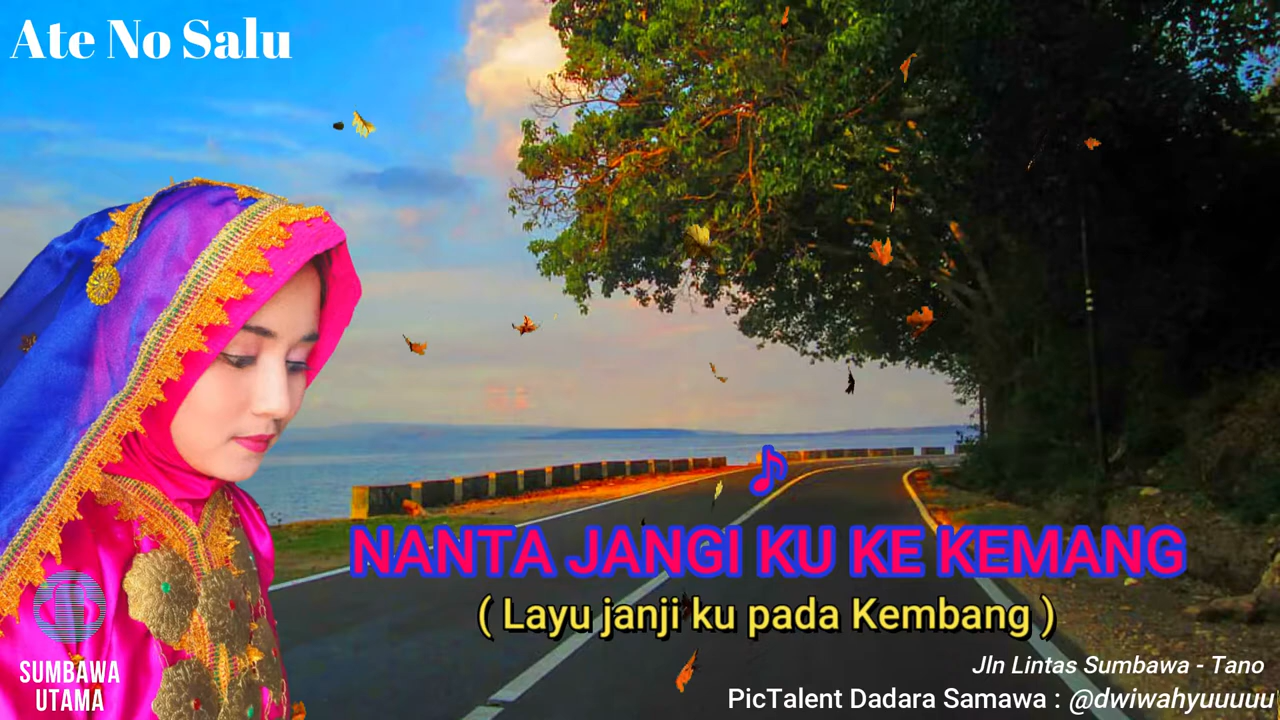 Ate No Salu
NANTA JANGI KU KE KEMANG
( Layu janji ku pada Kembang )
Jln Lintas Sumbawa - Tano
PicTalent Dadara Samawa : @dwiwahyuuuuu
SUMBAWA
UTAMA